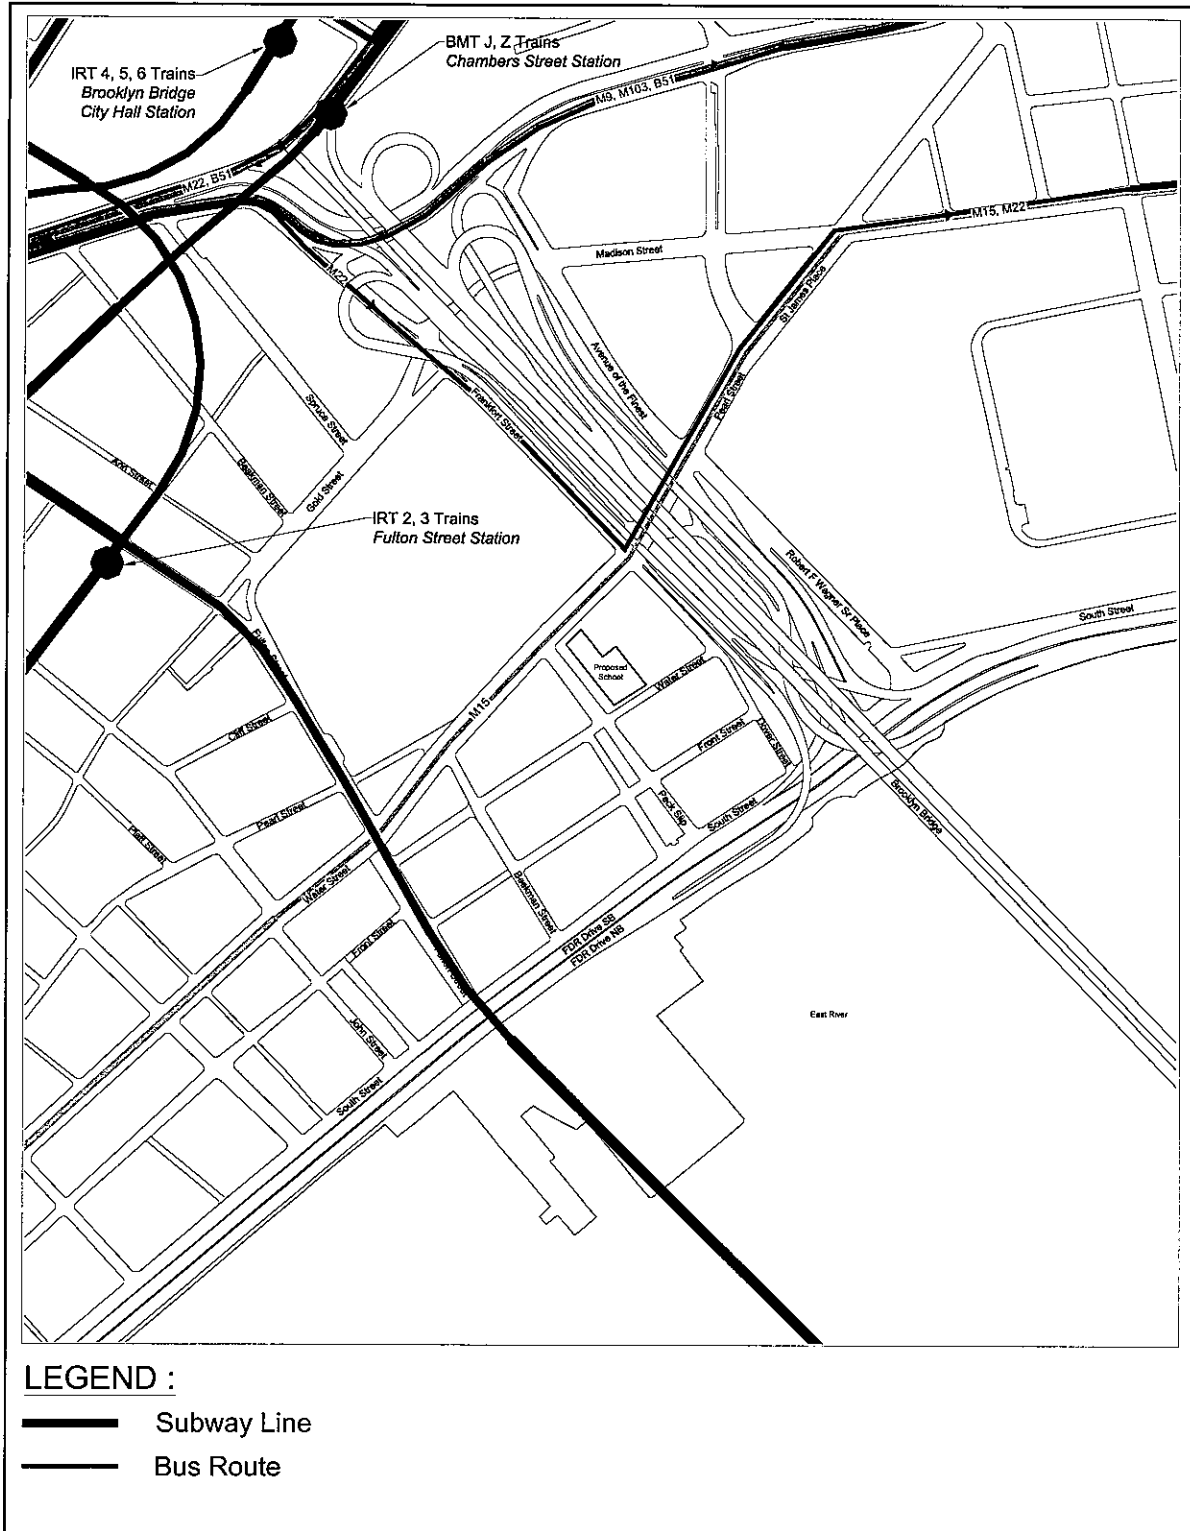 BMT J, Z Trains
Chambers Street Station
IRT 4, 5, 6 Trains
Brooklyn Bridge
City Hall Station
M9, M103, B51
M22, B51
M15, M22
Madison Street
M22
St James Place
Avenue of the Finest
Pearl Street
Frankfort Street
Spruce Street
Beekman Street
Ann Street
Gold Street
IRT 2, 3 Trains
Fulton Street Station
Robert F Wagner Sr Place
South Street
Fulton Street
Proposed
School
Water Street
M15
Cliff Street
Front Street
Dover Street
Peck Slip
South Street
Brooklyn Bridge
Pearl Street
Platt Street
Water Street
Beekman Street
Front Street
FDR Drive SB
FDR Drive NB
Fulton Street
East River
John Street
South Street
LEGEND :
Subway Line
Bus Route